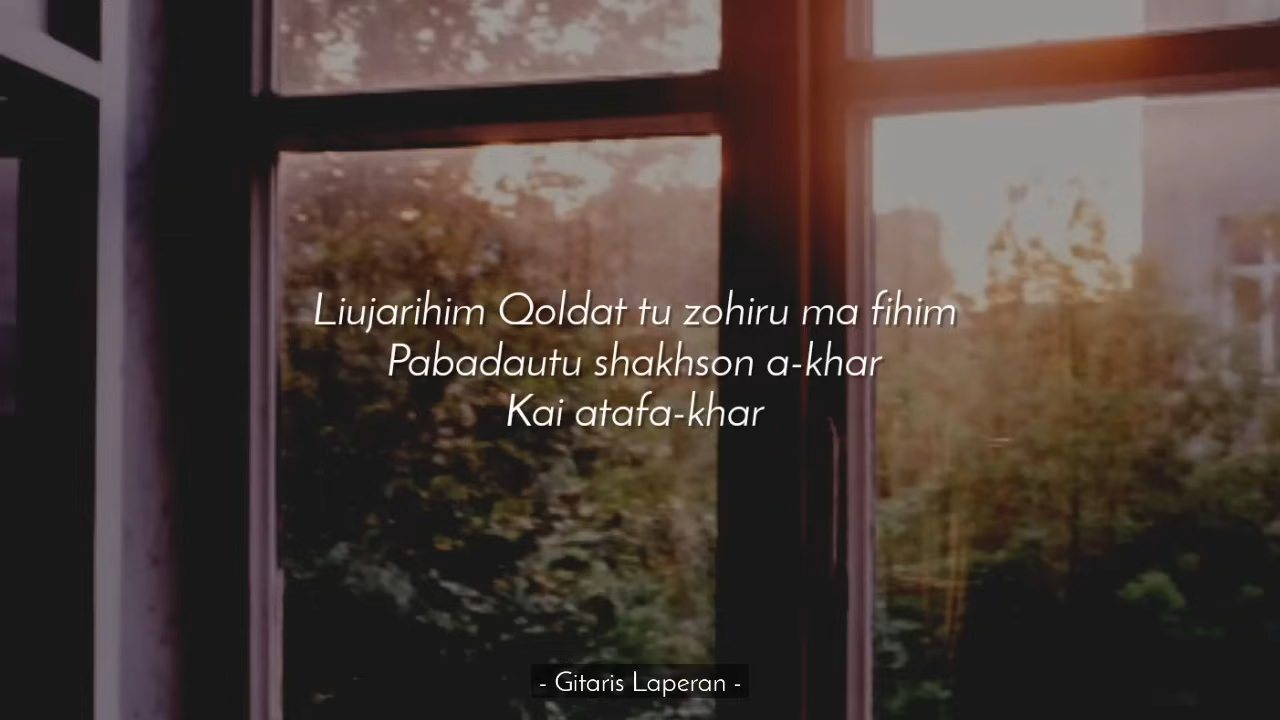 Liujarihim Qoldat tu zohiru ma fihim
Pabadautu shakhson a-khar
Kai atafa-khar
- Gitaris Laperan -